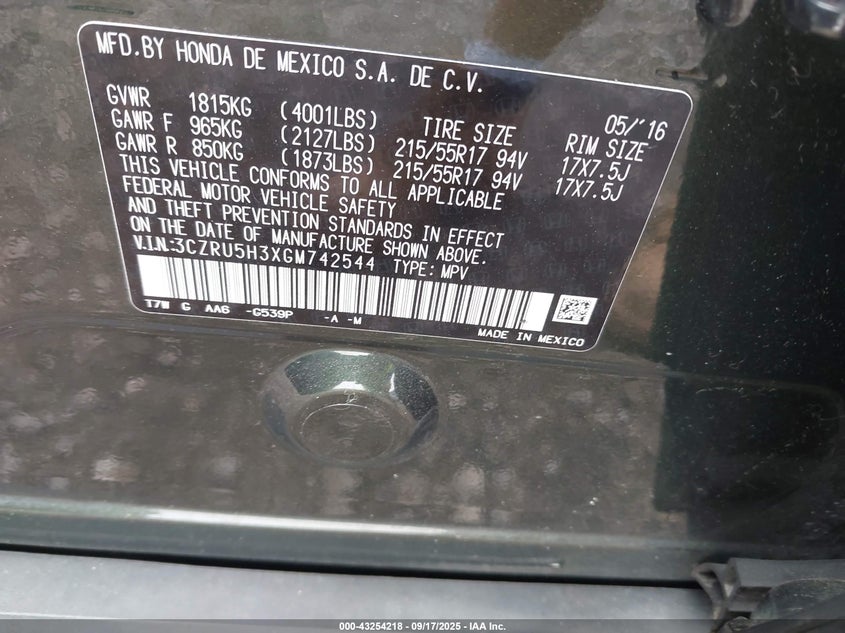 MFD.BY HONDA DE MEXICO S.A. DE C.V.
05/'16
GVWR 1815KG (4001LBS) TIRE SIZE RIM SIZE
GAWR F 965KG (2127LBS) 215/55R17 94V 17X7.5J
GAWR R 850KG (1873LBS) 215/55R17 94V 17X7.5J
THIS VEHICLE CONFORMS TO ALL APPLICABLE
FEDERAL MOTOR VEHICLE SAFETY
AND THEFT PREVENTION STANDARDS IN EFFECT
ON THE DATE OF MANUFACTURE SHOWN ABOVE.
V.I.N.:3CZRU5H3XGM742544 TYPE: MPV
T7W G AA6 -G539P -A -M
MADE IN MEXICO
12
000-43254218 - 09/17/2025 - IAA Inc.